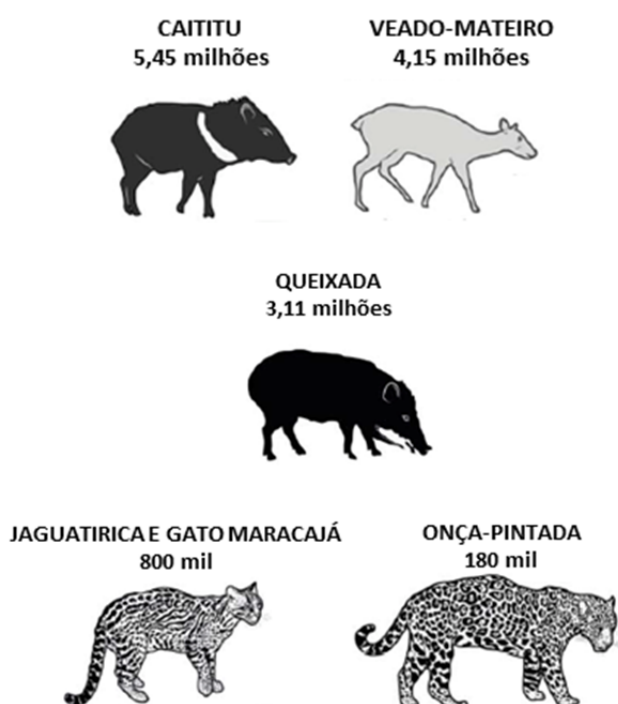 CAITITU
5,45 milhões
VEADO-MATEIRO
4,15 milhões
QUEIXADA
3,11 milhões
JAGUATIRICA E GATO MARACAJÁ
800 mil
ONÇA-PINTADA
180 mil